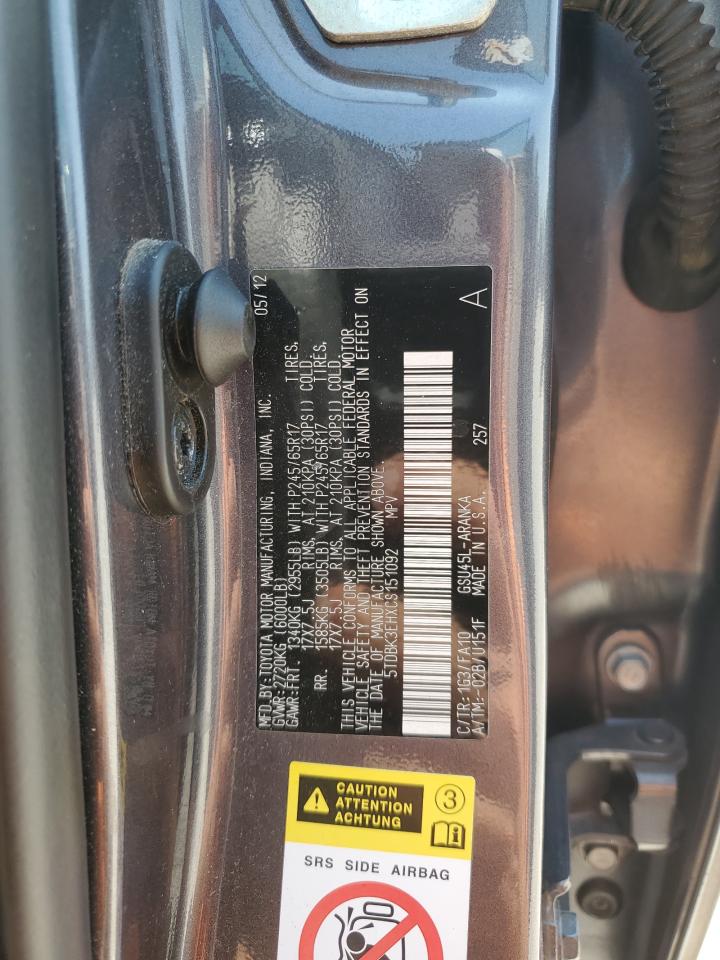 MFD.BY:TOYOTA MOTOR MANUFACTURING, INDIANA, INC. 05/12
GVWR:2720KG (6000LB)
GAWR:FRT. 1340KG (2955LB) WITH P245/65R17 TIRES,
17X7.5J RIMS, AT 210KPA (30PSI) COLD.
RR. 1585KG (3505LB) WITH P245/65R17 TIRES,
17X7.5J RIMS, AT 210KPA (30PSI) COLD.
THIS VEHICLE CONFORMS TO ALL APPLICABLE FEDERAL MOTOR
VEHICLE SAFETY AND THEFT PREVENTION STANDARDS IN EFFECT ON
THE DATE OF MANUFACTURE SHOWN ABOVE.
5TDBK3EHXCS151092 MPV
C/TR:1G3/FA10 GSU45L-ARANKA
A/TM:-02B/U151F MADE IN U.S.A. 257 A
CAUTION
ATTENTION
ACHTUNG
3
SRS SIDE AIRBAG